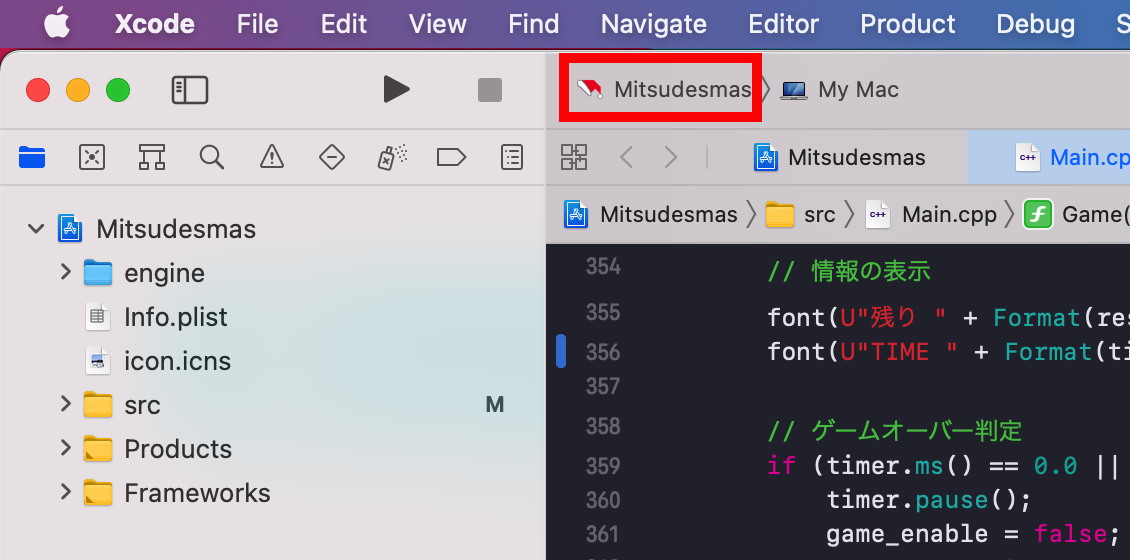 Xcode File Edit View Find Navigate Editor Product Debug S
Mitsudesmas My Mac
Mitsudesmas Main.cp
Mitsudesmas src Main.cpp Game(
Mitsudesmas
engine
Info.plist
icon.icns
src M
Products
Frameworks
354 // 情報の表示
355 font(U"残り " + Format(res
356 font(U"TIME " + Format(ti
357
358 // ゲームオーバー判定
359 if (timer.ms() == 0.0 ||
360 timer.pause();
361 game_enable = false;